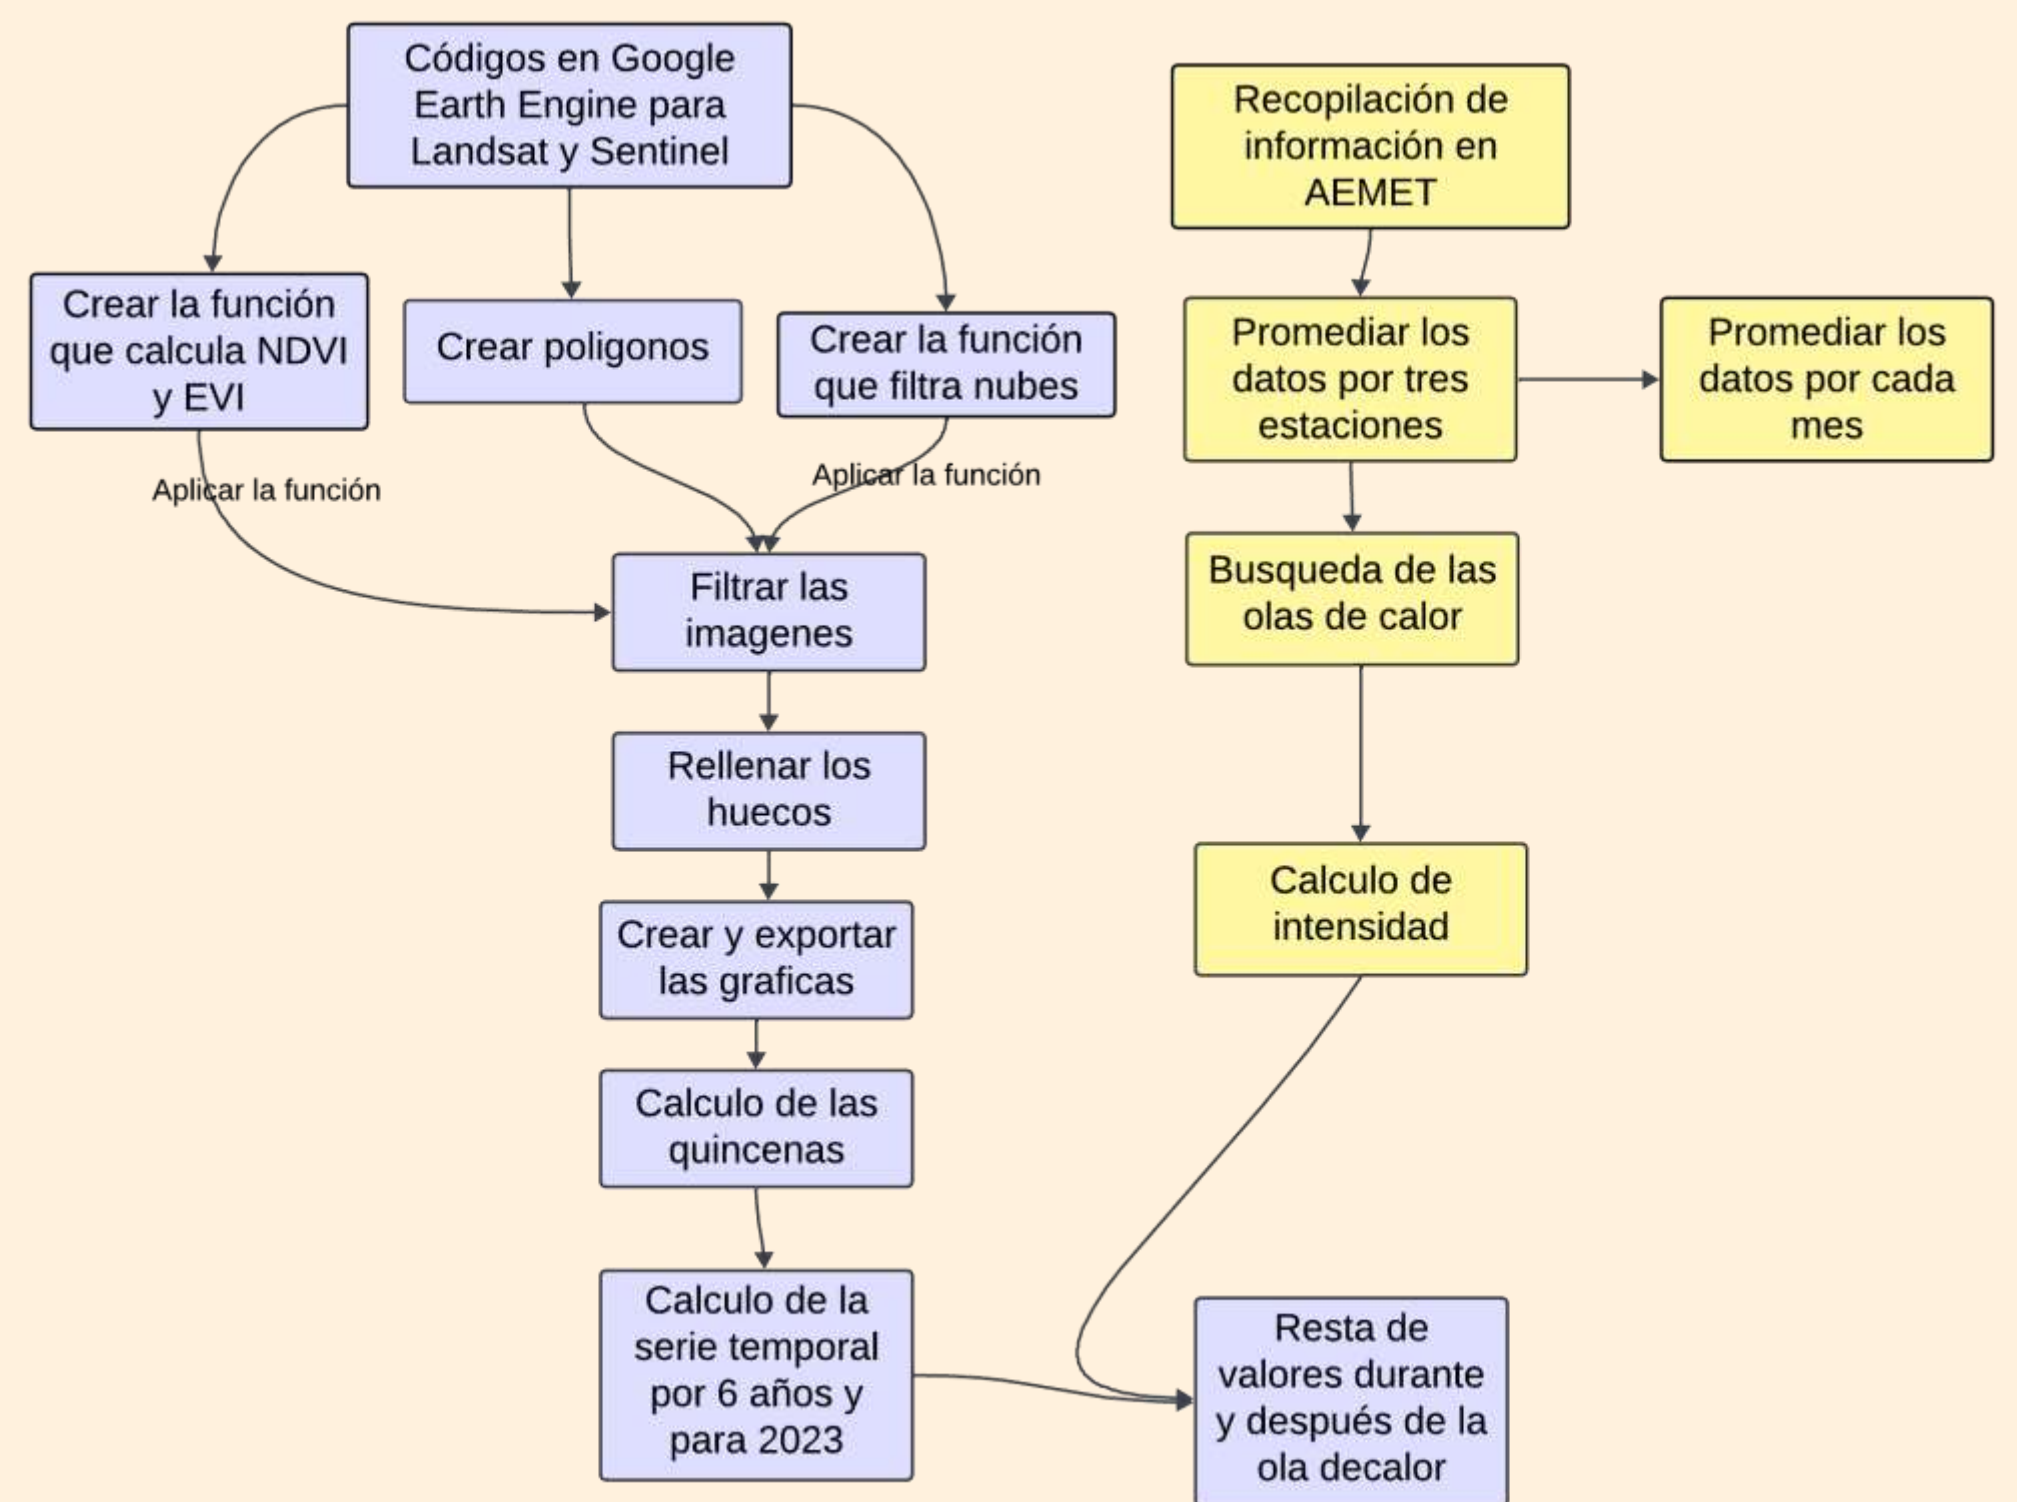 Códigos en Google
Earth Engine para
Landsat y Sentinel
Recopilación de
información en
AEMET
Crear la función
que calcula NDVI
y EVI
Crear poligonos
Crear la función
que filtra nubes
Promediar los
datos por tres
estaciones
Promediar los
datos por cada
mes
Aplicar la función
Aplicar la función
Filtrar las
imagenes
Busqueda de las
olas de calor
Rellenar los
huecos
Crear y exportar
las graficas
Calculo de
intensidad
Calculo de las
quincenas
Calculo de la
serie temporal
por 6 años y
para 2023
Resta de
valores durante
y después de la
ola decalor